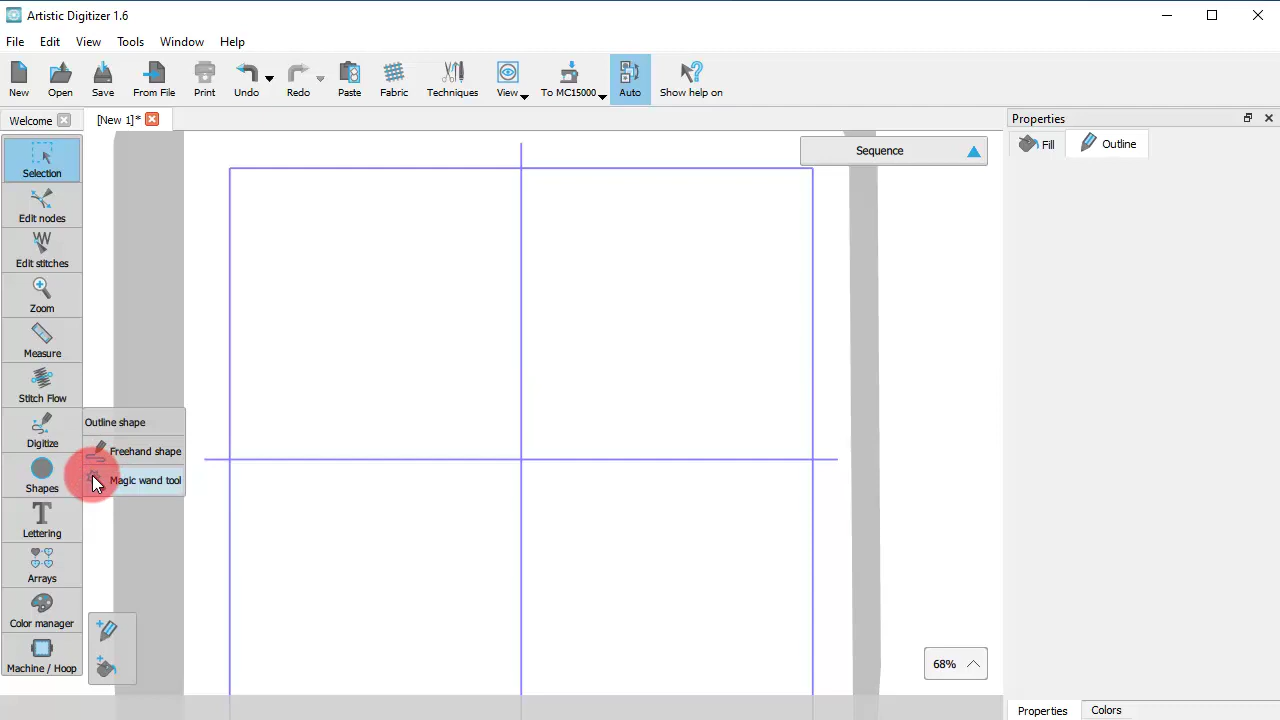 Artistic Digitizer 1.6
File Edit View Tools Window Help
New Open Save From File Print Undo Redo Paste Fabric Techniques View To MC15000 Auto Show help on
Welcome [New 1]*
Properties
Fill Outline
Sequence
Selection
Edit nodes
Edit stitches
Zoom
Measure
Stitch Flow
Digitize
Outline shape
Freehand shape
Magic wand tool
Shapes
Lettering
Arrays
Color manager
Machine / Hoop
68%
Properties Colors